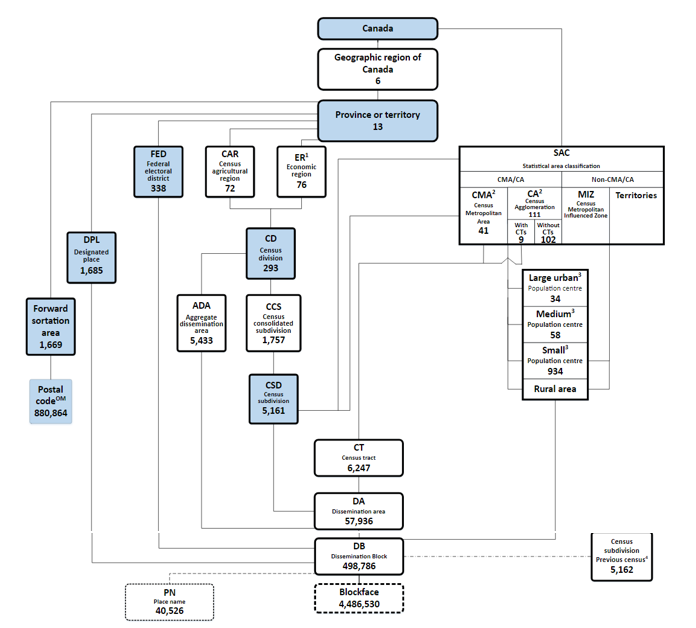 Canada
Geographic region of
Canada
6
Province or territory
13
FED
Federal
electoral
district
338
CAR
Census
agricultural
region
72
ER1
Economic
region
76
SAC
Statistical area classification
CMA/CA
Non-CMA/CA
CMA2
Census
Metropolitan
Area
41
CA2
Census
Agglomeration
111
With
CTs
9
Without
CTs
102
MIZ
Census
Metropolitan
Influenced Zone
Territories
DPL
Designated
place
1,685
CD
Census
division
293
Forward
sortation
area
1,669
ADA
Aggregate
dissemination
area
5,433
CCS
Census
consolidated
subdivision
1,757
Large urban3
Population centre
34
Medium3
Population centre
58
Small3
Population centre
934
Rural area
Postal
codeOM
880,864
CSD
Census
subdivision
5,161
CT
Census tract
6,247
DA
Dissemination area
57,936
DB
Dissemination Block
498,786
Census
subdivision
Previous census4
5,162
PN
Place name
40,526
Blockface
4,486,530